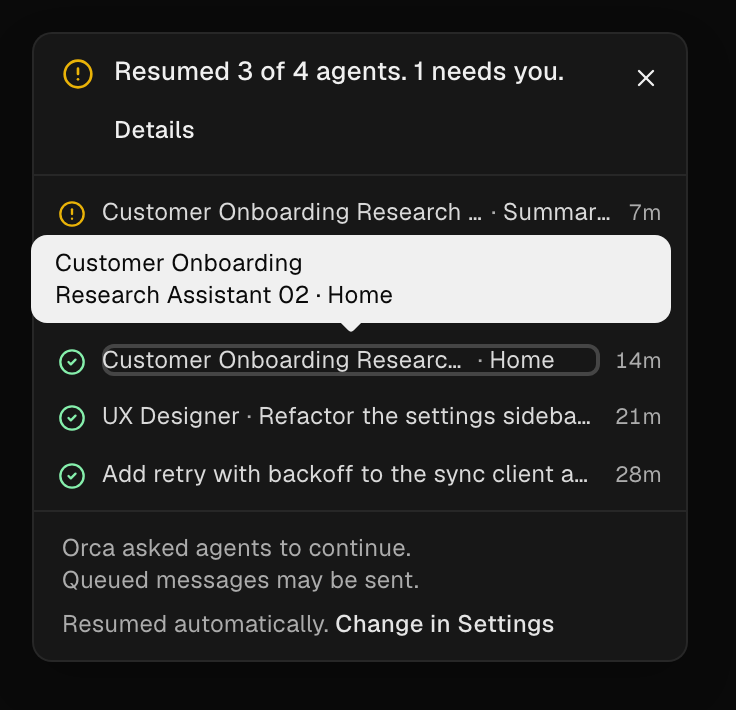 Resumed 3 of 4 agents. 1 needs you.
Details
Customer Onboarding Research ... · Summar... 7m
Customer Onboarding
Research Assistant 02 · Home
Customer Onboarding Researc... · Home 14m
UX Designer · Refactor the settings sideba... 21m
Add retry with backoff to the sync client a... 28m
Orca asked agents to continue.
Queued messages may be sent.
Resumed automatically. Change in Settings